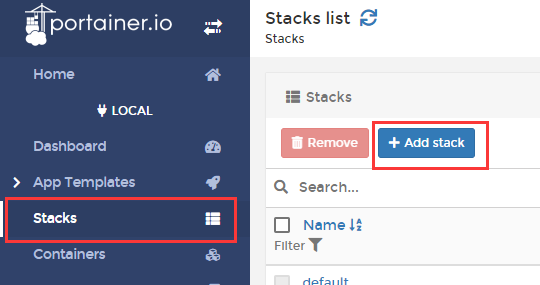 portainer.io
Home
LOCAL
Dashboard
App Templates
Stacks
Containers
Stacks list
Stacks
Stacks
Remove
+ Add stack
Search...
Name
Filter
default